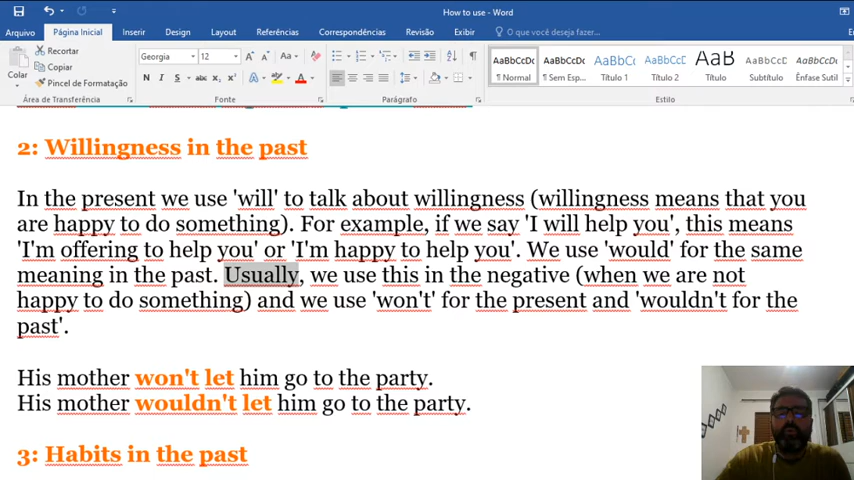 How to use - Word
Arquivo Página Inicial Inserir Design Layout Referências Correspondências Revisão Exibir O que você deseja fazer...
Colar Recortar
Copiar
Pincel de Formatação
Georgia 12 A A Aa
N I S abc X₂ X²
AaBbCcDc AaBbCcDc AaBbCc AaBbCcC AaB AaBbCcC AaBbCcDc
¶ Normal ¶ Sem Esp... Título 1 Título 2 Título Subtítulo Ênfase Sutil
Área de Transferência Fonte Parágrafo Estilo
2: Willingness in the past
In the present we use 'will' to talk about willingness (willingness means that you
are happy to do something). For example, if we say 'I will help you', this means
'I'm offering to help you' or 'I'm happy to help you'. We use 'would' for the same
meaning in the past. Usually, we use this in the negative (when we are not
happy to do something) and we use 'won't' for the present and 'wouldn't for the
past'.
His mother won't let him go to the party.
His mother wouldn't let him go to the party.
3: Habits in the past